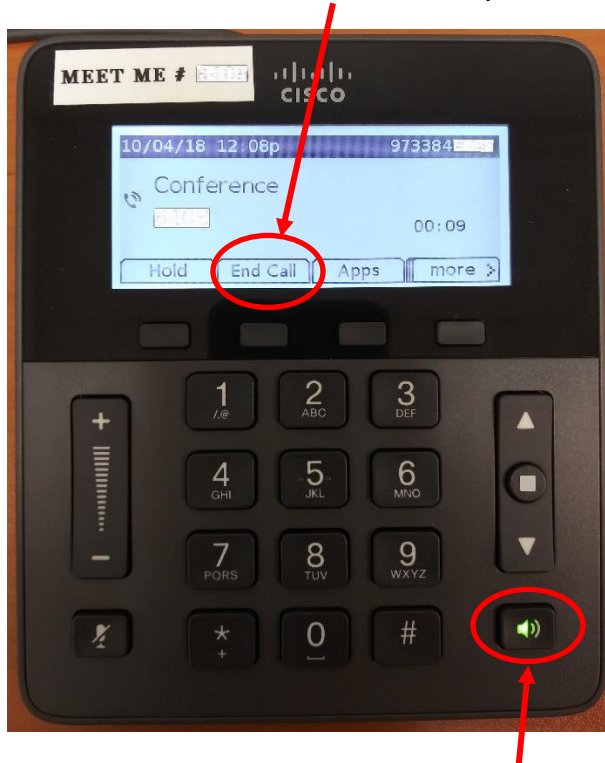 MEET ME #
CISCO
10/04/18 12:08p 973384
Conference
00:09
Hold End Call Apps more
1 2 3
/.@ ABC DEF
4 5 6
GHI JKL MNO
7 8 9
PQRS TUV WXYZ
* 0 #
+